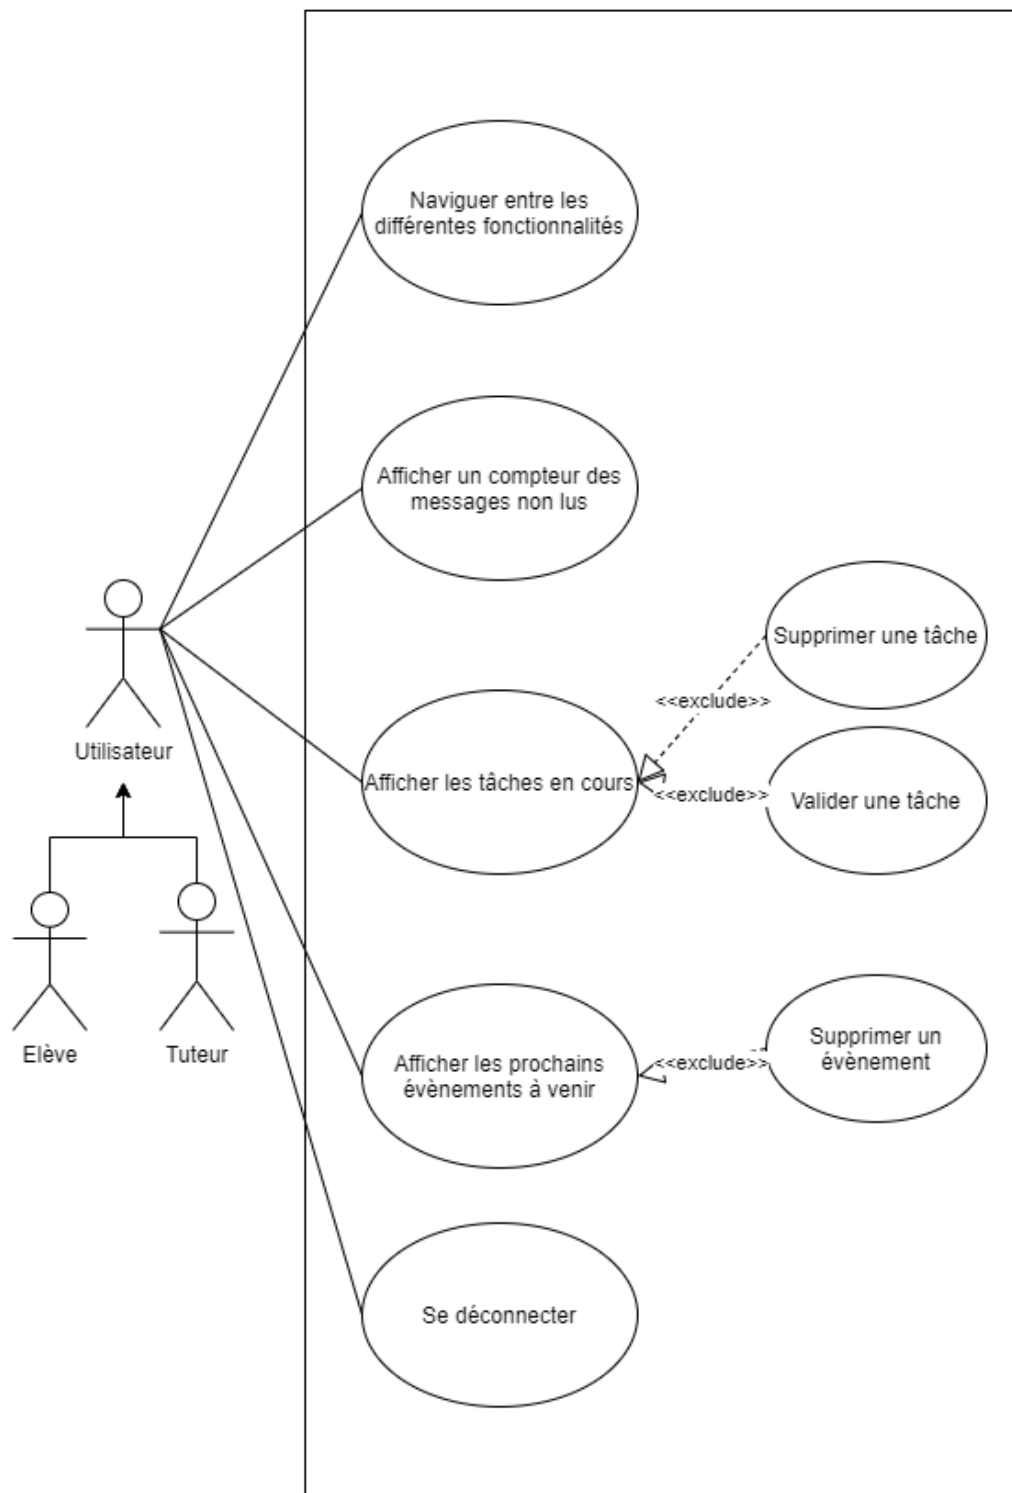 Naviguer entre les
différentes fonctionnalités
Afficher un compteur des
messages non lus
Supprimer une tâche
<<exclude>>
Utilisateur
Afficher les tâches en cours
<<exclude>>
Valider une tâche
Elève
Tuteur
Afficher les prochains
évènements à venir
<<exclude>>
Supprimer un
évènement
Se déconnecter